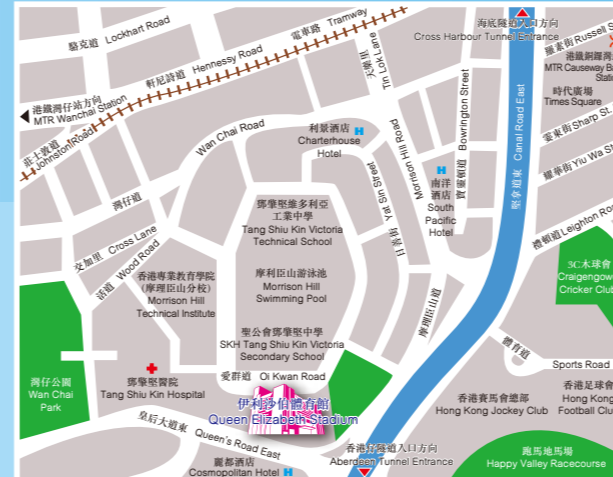 駱克道 Lockhart Road
電車路 Tramway
海底隧道入口方向
Cross Harbour Tunnel Entrance
羅素街 Russell S
軒尼詩道 Hennessy Road
天樂里 Tin Lok Lane
港鐵銅鑼灣
MTR Causeway Ba
Stati
時代廣場
Times Square
港鐵灣仔站方向
MTR Wanchai Station
莊士敦道
Johnston Road
Wan Chai Road
利景酒店
Charterhouse
Hotel
Morrison Hill Road
寶靈頓道 Bowrington Street
堅拿道東 Canal Road East
霎東街 Sharp St.
耀華街 Yiu Wa St
南洋
酒店
South
Pacific
Hotel
日善街 Yat Sin Street
灣仔道
鄧肇堅維多利亞
工業中學
Tang Shiu Kin Victoria
Technical School
禮頓道 Leighton Roa
交加里 Cross Lane
活道 Wood Road
香港專業教育學院
(摩理臣山分校)
Morrison Hill
Technical Institute
摩利臣山游泳池
Morrison Hill
Swimming Pool
3C木球會
Craigengowe
Cricker Club
摩理臣山道
聖公會鄧肇堅中學
SKH Tang Shiu Kin Victoria
Secondary School
體育道
Sports Road
灣仔公園
Wan Chai
Park
鄧肇堅醫院
Tang Shiu Kin Hospital
愛群道 Oi Kwan Road
伊利沙伯體育館
Queen Elizabeth Stadium
香港賽馬會總部
Hong Kong Jockey Club
香港足球會
Hong Kong
Football Clu
皇后大道東 Queen's Road East
香港仔隧道入口方向
Aberdeen Tunnel Entrance
麗都酒店
Cosmopolitan Hotel
跑馬地馬場
Happy Valley Racecourse